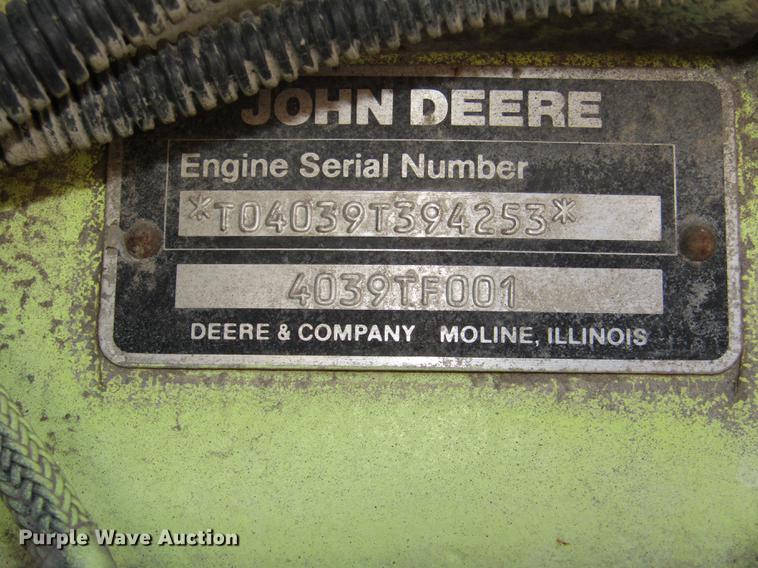 JOHN DEERE
Engine Serial Number
*T04039T394253*
4039TF001
DEERE & COMPANY MOLINE, ILLINOIS
Purple Wave Auction